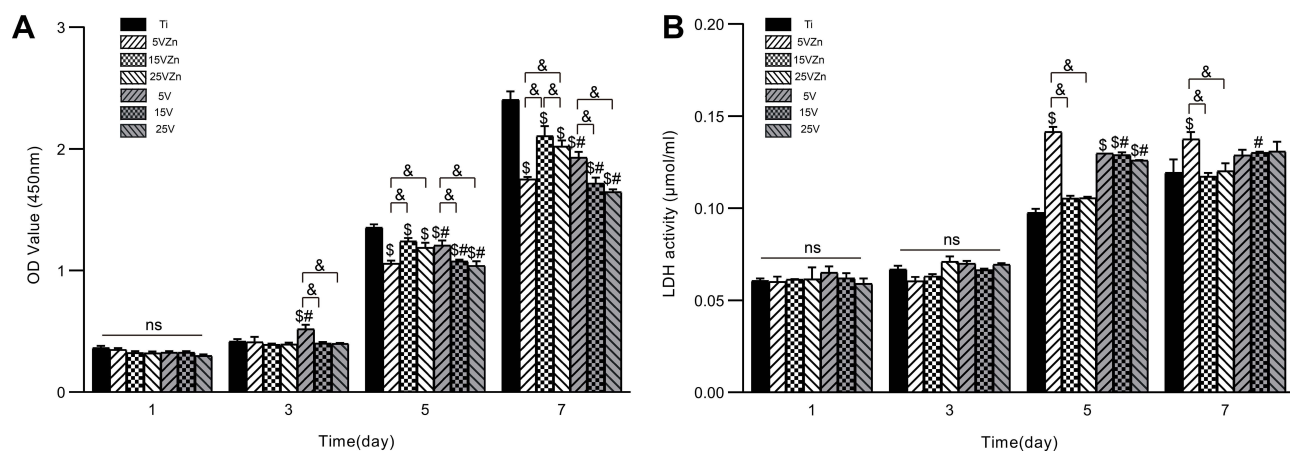 A
3
2
1
0
OD Value (450nm)
Ti
5VZn
15VZn
25VZn
5V
15V
25V
ns
&
&
$#
& &
& &
$ $ $ $# $# $#
&
& &
&
&
$ $ $ $# $# $#
1 3 5 7
Time(day)
B
0.20
0.15
0.10
0.05
0.00
LDH activity (μmol/ml)
Ti
5VZn
15VZn
25VZn
5V
15V
25V
ns
ns
&
&
$ $ $# $#
&
&
$ #
1 3 5 7
Time(day)